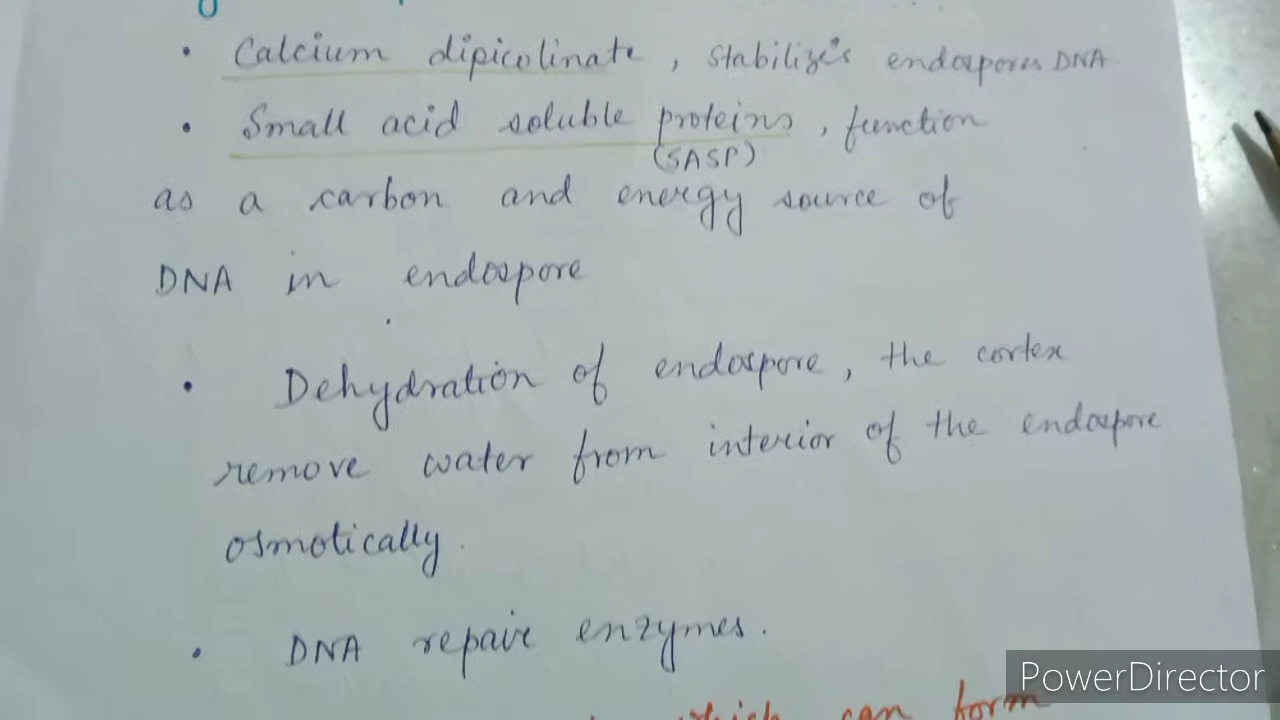 • Calcium dipicolinate, Stabilizes endospores DNA
• Small acid soluble proteins, function
(SASP)
as a carbon and energy source of
DNA in endospore
• Dehydration of endospore, the cortex
remove water from interior of the endospore
osmotically.
• DNA repair enzymes.
which can form
PowerDirector